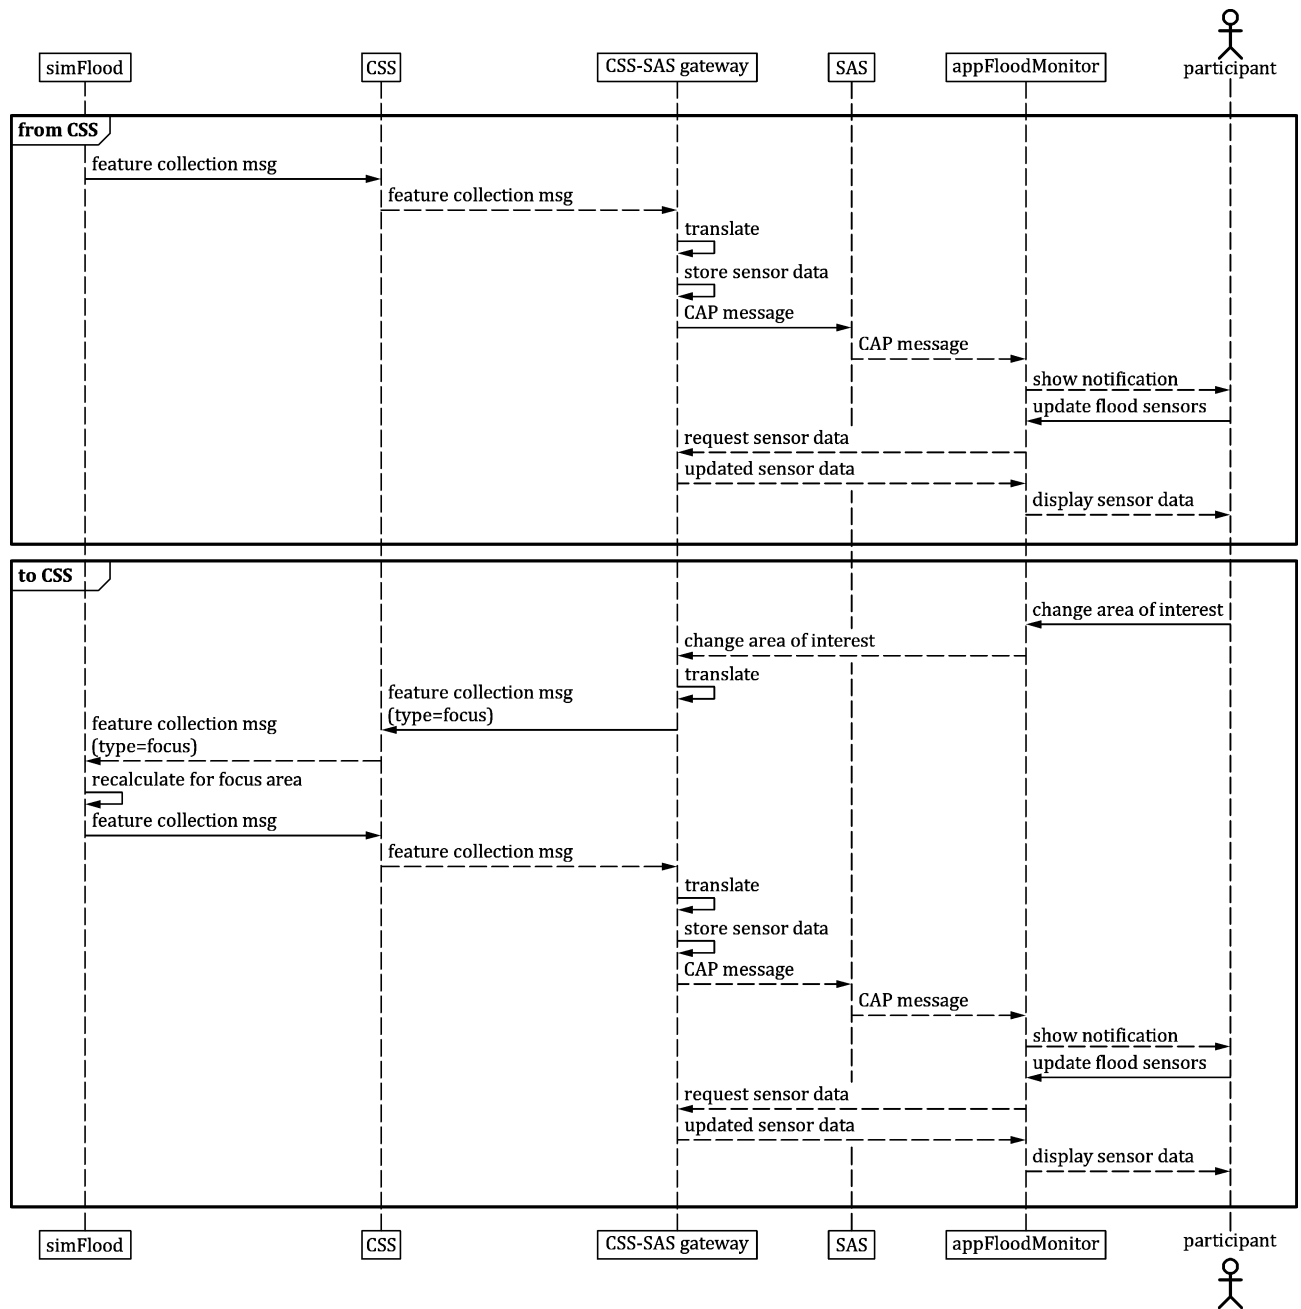 simFlood
CSS
CSS-SAS gateway
SAS
appFloodMonitor
participant
from CSS
feature collection msg
feature collection msg
translate
store sensor data
CAP message
CAP message
show notification
update flood sensors
request sensor data
updated sensor data
display sensor data
to CSS
change area of interest
change area of interest
translate
feature collection msg
(type=focus)
feature collection msg
(type=focus)
recalculate for focus area
feature collection msg
feature collection msg
translate
store sensor data
CAP message
CAP message
show notification
update flood sensors
request sensor data
updated sensor data
display sensor data
simFlood
CSS
CSS-SAS gateway
SAS
appFloodMonitor
participant